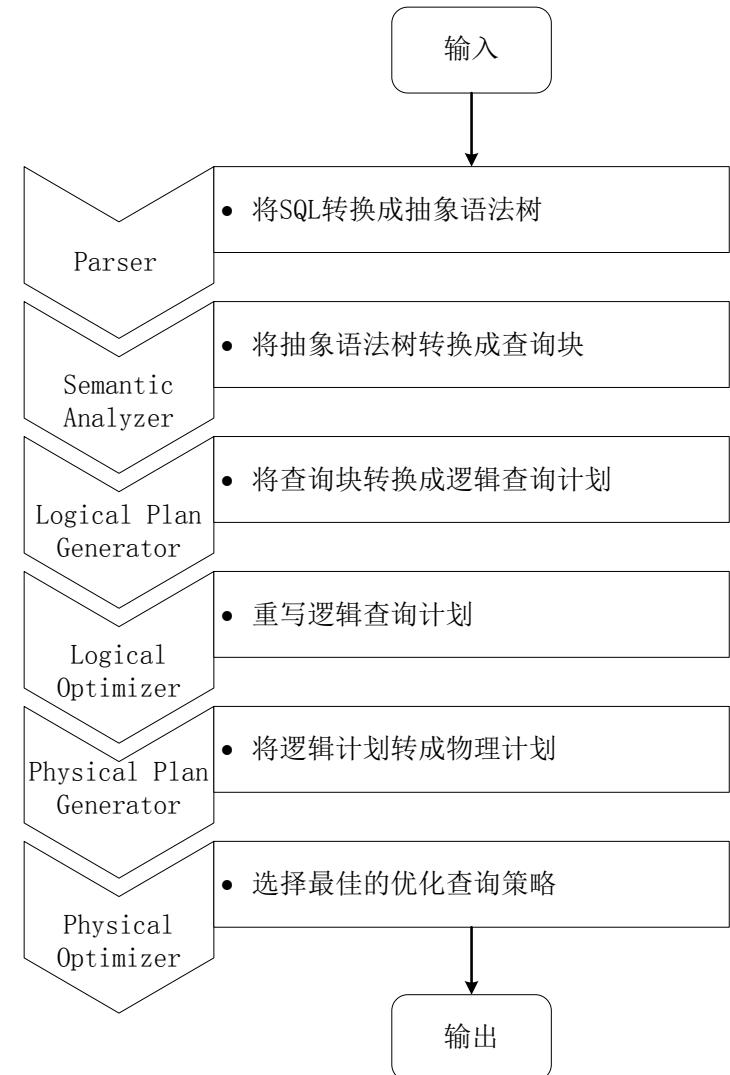 输入
Parser
• 将SQL转换成抽象语法树
Semantic
Analyzer
• 将抽象语法树转换成查询块
Logical Plan
Generator
• 将查询块转换成逻辑查询计划
Logical
Optimizer
• 重写逻辑查询计划
Physical Plan
Generator
• 将逻辑计划转成物理计划
Physical
Optimizer
• 选择最佳的优化查询策略
输出